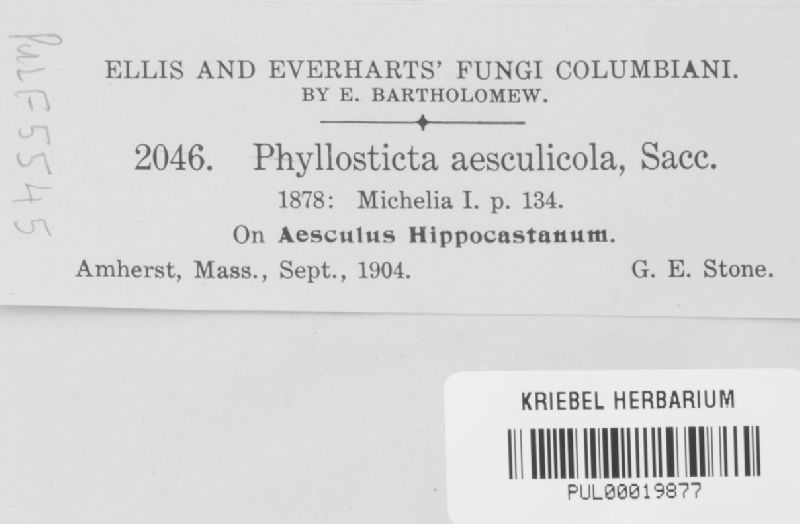 ELLIS AND EVERHARTS' FUNGI COLUMBIANI.
BY E. BARTHOLOMEW.
2046. Phyllosticta aesculicola, Sacc.
1878: Michelia I. p. 134.
On Aesculus Hippocastanum.
Amherst, Mass., Sept., 1904. G. E. Stone.
PUL F5545
KRIEBEL HERBARIUM
PUL00019877